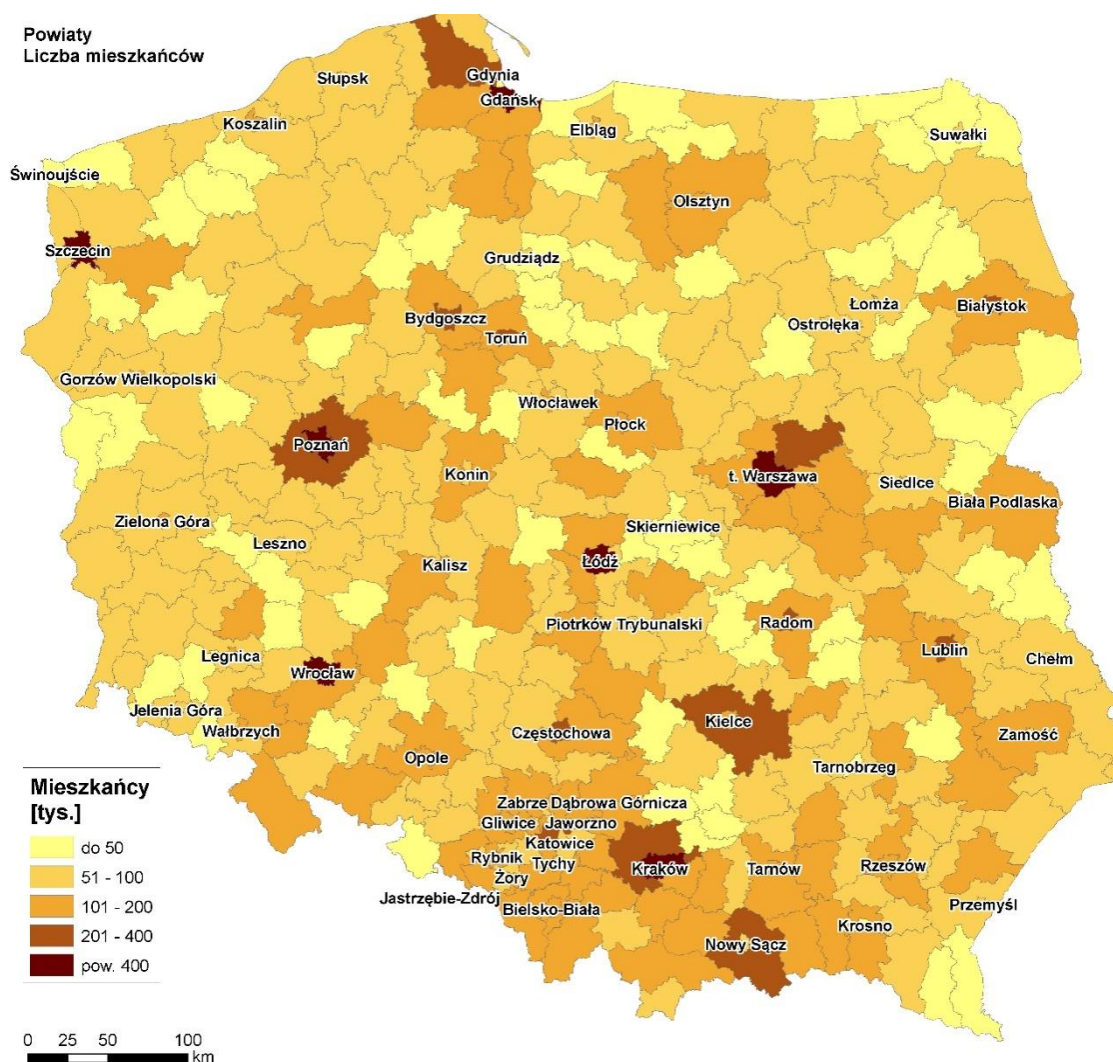 Powiaty
Liczba mieszkańców
Gdynia
Słupsk
Gdańsk
Koszalin
Elbląg
Suwałki
Świnoujście
Olsztyn
Szczecin
Grudziądz
Łomża
Białystok
Bydgoszcz
Ostrołęka
Toruń
Gorzów Wielkopolski
Włocławek
Płock
Poznań
Konin
t. Warszawa
Siedlce
Biała Podlaska
Zielona Góra
Skierniewice
Leszno
Łódź
Kalisz
Piotrków Trybunalski
Radom
Legnica
Lublin
Chełm
Wrocław
Jelenia Góra
Wałbrzych
Kielce
Częstochowa
Zamość
Opole
Tarnobrzeg
Zabrze Dąbrowa Górnicza
Gliwice Jaworzno
Katowice
Rybnik
Tychy
Kraków
Tarnów
Rzeszów
Żory
Jastrzębie-Zdrój
Bielsko-Biała
Przemyśl
Krosno
Nowy Sącz
Mieszkańcy
[tys.]
do 50
51 - 100
101 - 200
201 - 400
pow. 400
0 25 50 100
km